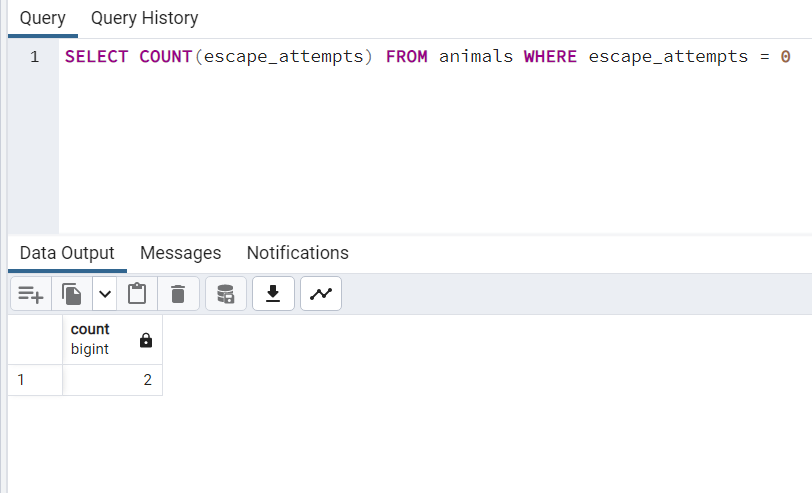 Query Query History
1 SELECT COUNT(escape_attempts) FROM animals WHERE escape_attempts = 0
Data Output Messages Notifications
count
bigint
1 2